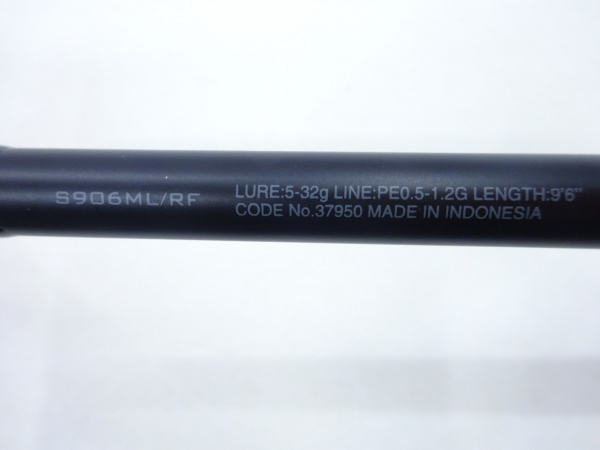 S906ML/RF
LURE:5-32g LINE:PE0.5-1.2G LENGTH:9'6"
CODE No.37950 MADE IN INDONESIA